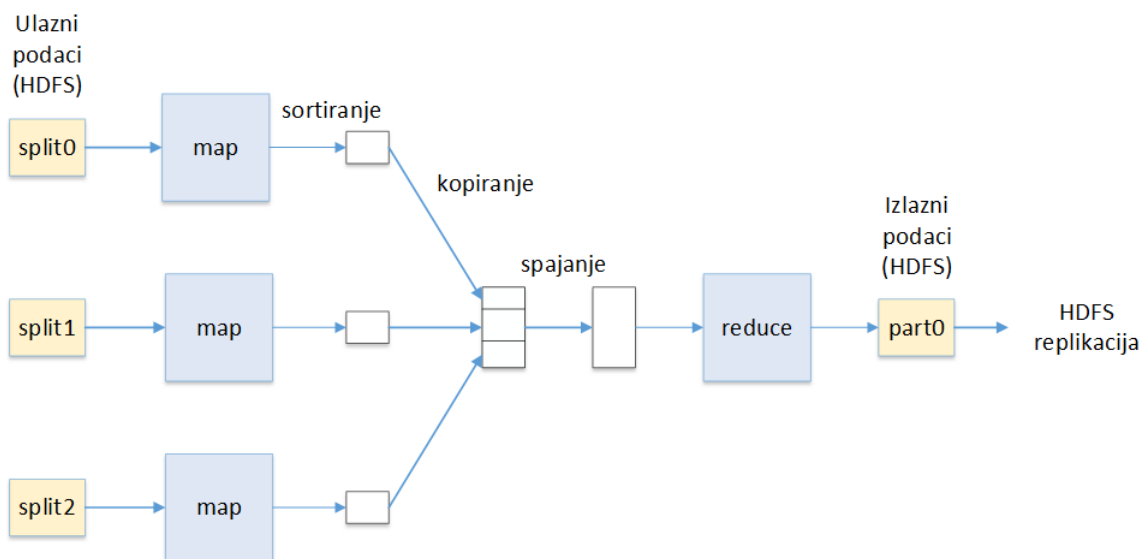 Ulazni
podaci
(HDFS)
split0
map
sortiranje
kopiranje
split1
map
spajanje
reduce
Izlazni
podaci
(HDFS)
part0
HDFS
replikacija
split2
map